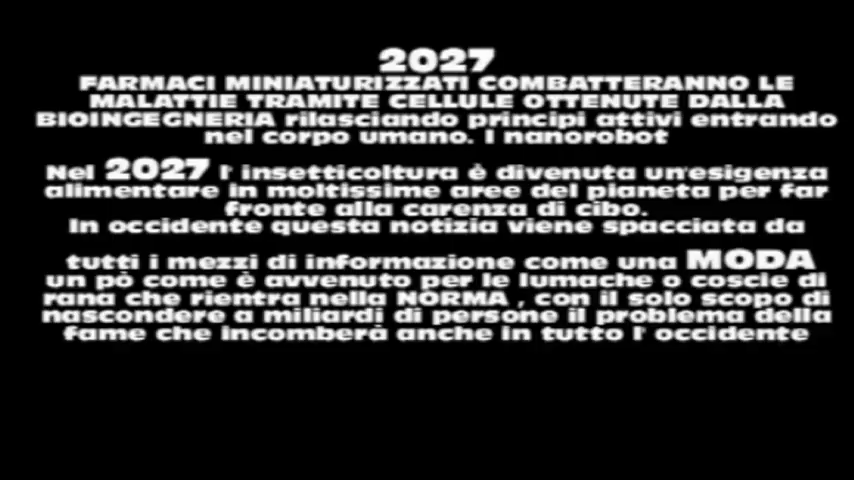 2027
FARMACI MINIATURIZZATI COMBATTERANNO LE
MALATTIE TRAMITE CELLULE OTTENUTE DALLA
BIOINGEGNERIA rilasciando principi attivi entrando
nel corpo umano. I nanorobot
Nel 2027 l' insetticoltura è divenuta un'esigenza
alimentare in moltissime aree del pianeta per far
fronte alla carenza di cibo.
In occidente questa notizia viene spacciata da
tutti i mezzi di informazione come una MODA
un pò come è avvenuto per le lumache o coscie di
rana che rientra nella NORMA , con il solo scopo di
nascondere a miliardi di persone il problema della
fame che incomberà anche in tutto l' occidente